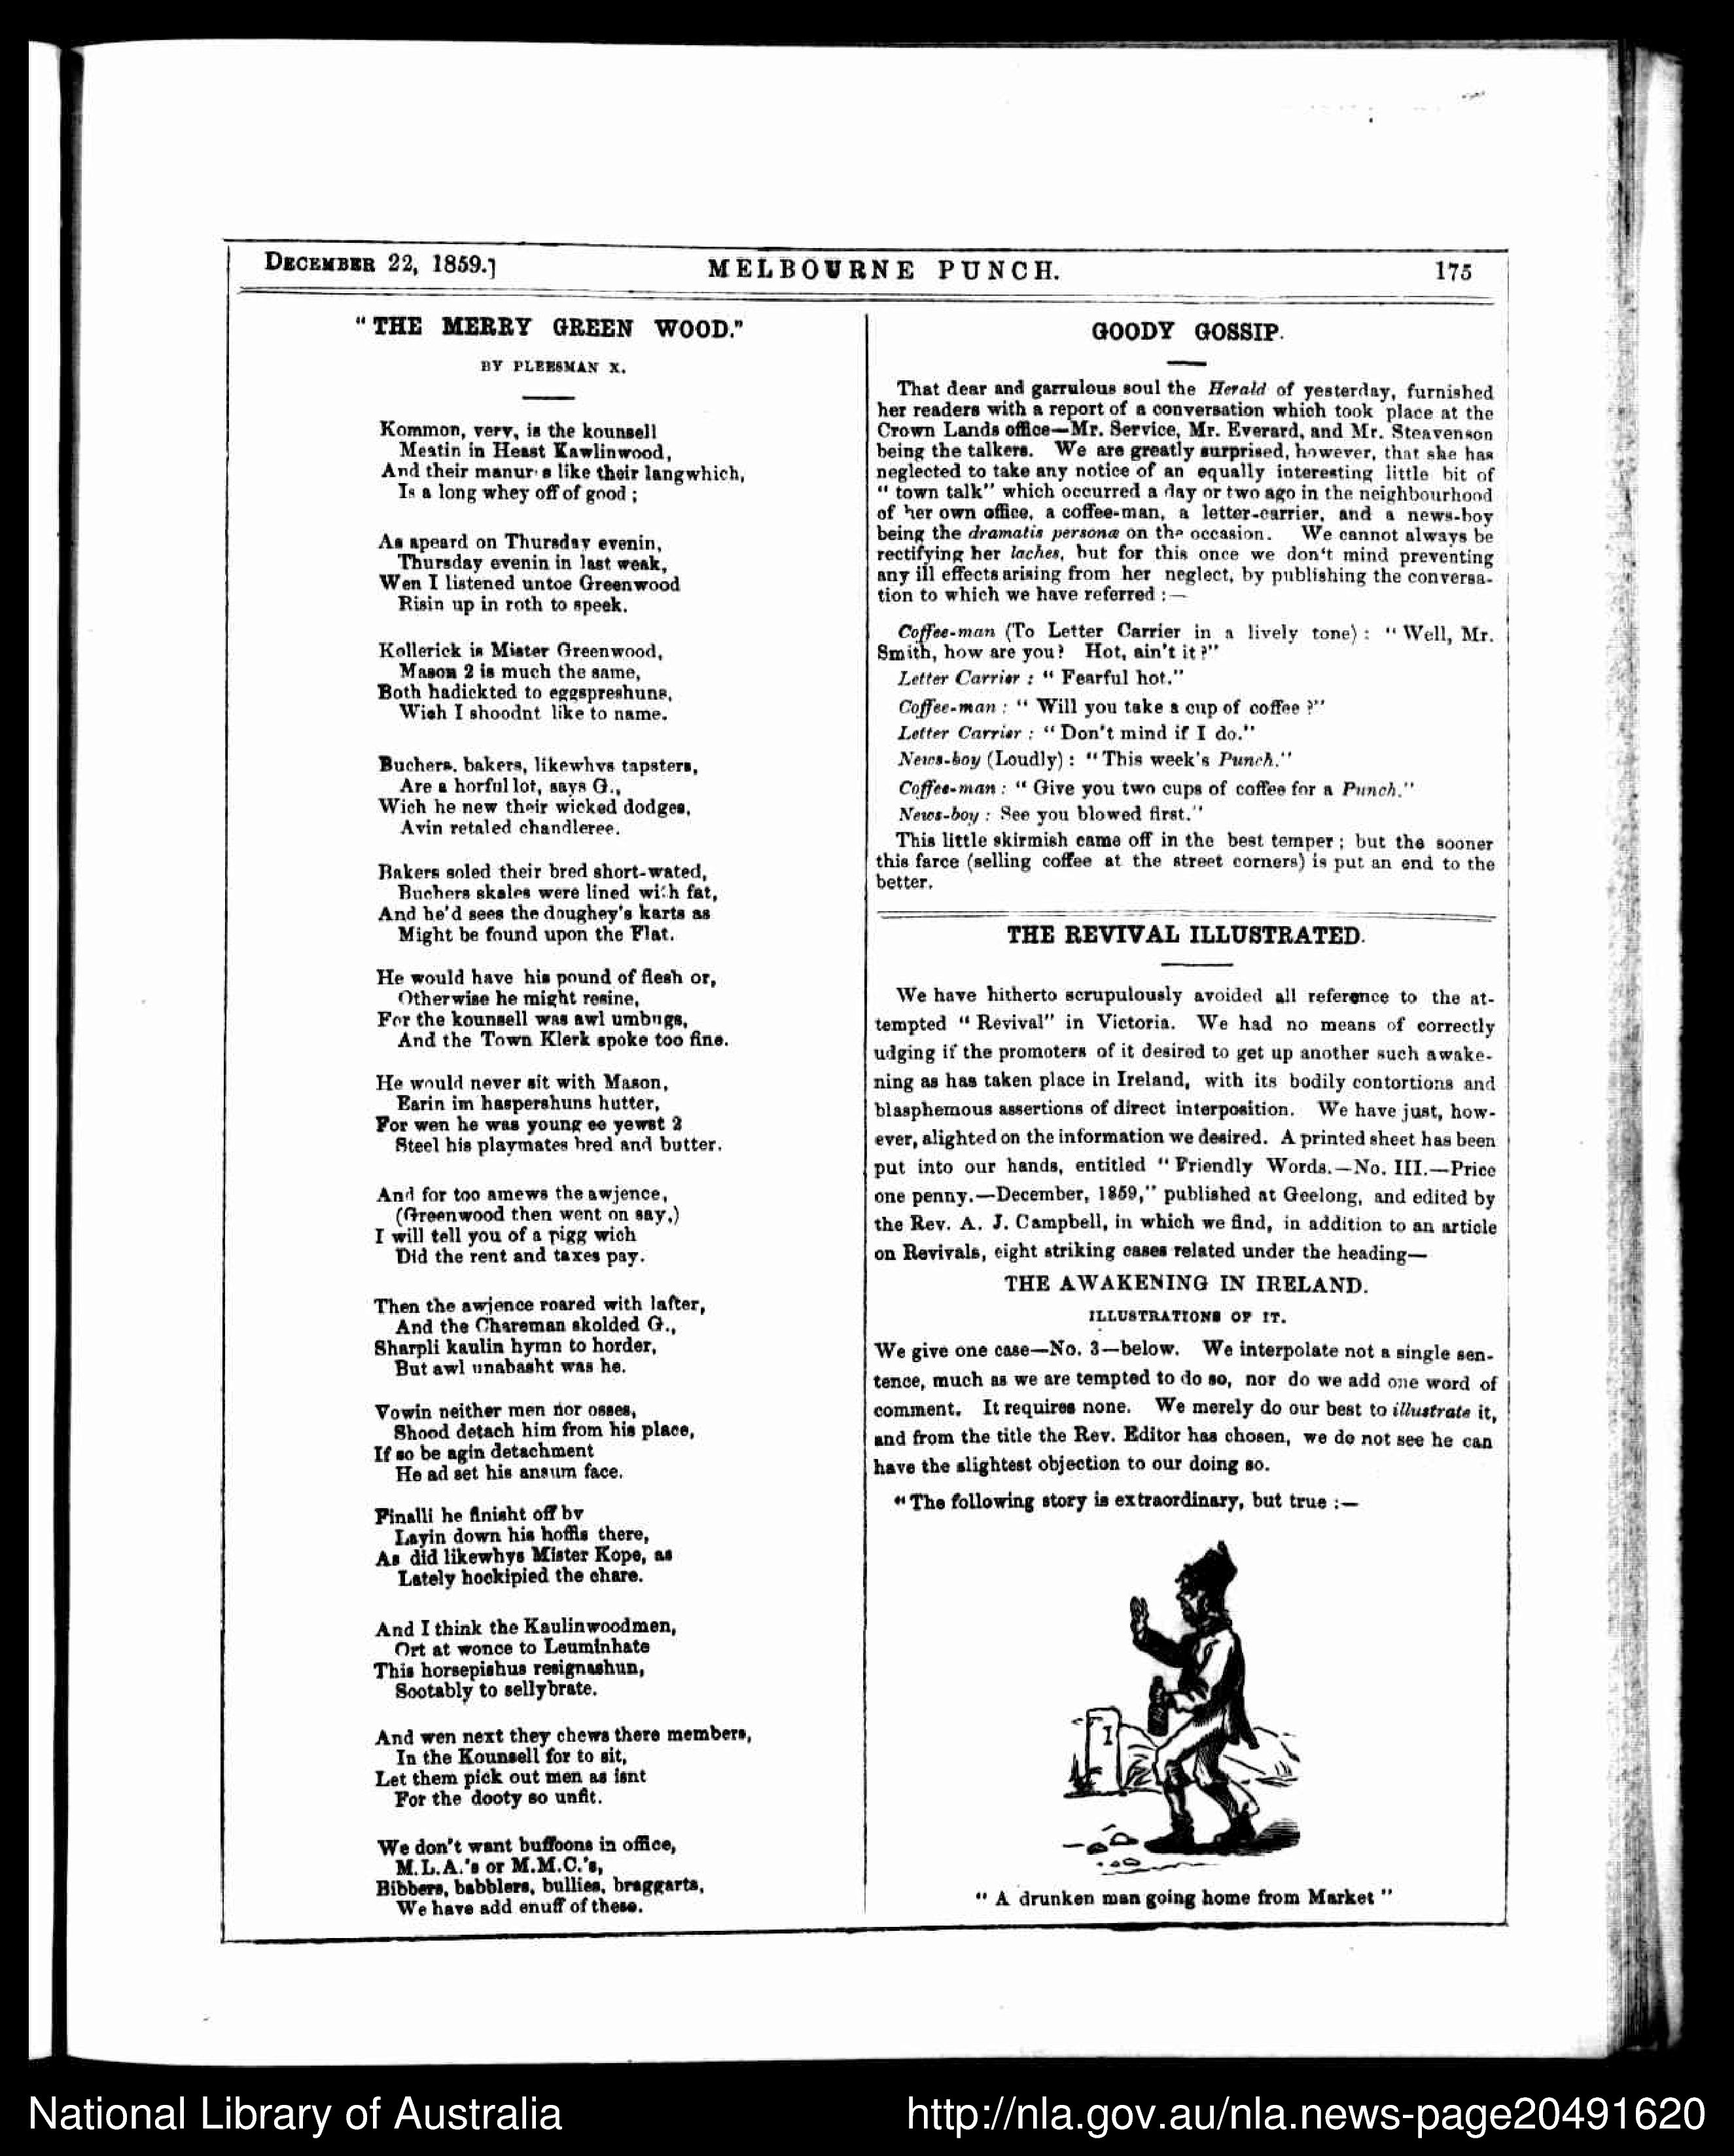 DECEMBER 22, 1859.]
MELBOURNE PUNCH.
175
"THE MERRY GREEN WOOD."
BY PLEESMAN X.
Kommon, very, is the kounsell
Meatin in Heast Kawlinwood,
And their manurs like their langwhich,
Is a long whey off of good ;
As apeard on Thursday evenin,
Thursday evenin in last weak,
Wen I listened untoe Greenwood
Risin up in roth to speek.
Kollerick is Mister Greenwood,
Mason 2 is much the same,
Both hadickted to eggspreshuns,
Wich I shoodnt like to name.
Buchers, bakers, likewhys tapsters,
Are a horful lot, says G.,
Wich he new their wicked dodges,
Avin retaled chandleree.
Bakers soled their bred short-wated,
Buchers skales were lined with fat,
And he'd sees the doughey's karts as
Might be found upon the Flat.
He would have his pound of flesh or,
Otherwise he might resine,
For the kounsell was awl umbugs,
And the Town Klerk spoke too fine.
He would never sit with Mason,
Earin im haspershuns hutter,
For wen he was young ee yewst 2
Steel his playmates bred and butter.
And for too amews the awjence,
(Greenwood then went on say,)
I will tell you of a pigg wich
Did the rent and taxes pay.
Then the awjence roared with lafter,
And the Chareman skolded G.,
Sharpli kaulin hymn to horder,
But awl unabasht was he.
Vowin neither men nor osses,
Shood detach him from his place,
If so be agin detachment
He ad set his ansum face.
Finalli he finisht off by
Layin down his hoffis there,
As did likewhys Mister Kope, as
Lately hockipied the chare.
And I think the Kaulinwoodmen,
Ort at wonce to Leuminhate
This horsepishus resignashun,
Sootably to sellybrate.
And wen next they chews there members,
In the Kounsell for to sit,
Let them pick out men as isnt
For the dooty so unfit.
We don't want buffoons in office,
M.L.A.'s or M.M.C.'s,
Bibbers, babblers, bullies, braggarts,
We have add enuff of these.
GOODY GOSSIP.
That dear and garrulous soul the Herald of yesterday, furnished
her readers with a report of a conversation which took place at the
Crown Lands office—Mr. Service, Mr. Everard, and Mr. Steavenson
being the talkers. We are greatly surprised, however, that she has
neglected to take any notice of an equally interesting little bit of
"town talk" which occurred a day or two ago in the neighbourhood
of her own office, a coffee-man, a letter-carrier, and a news-boy
being the dramatis personæ on the occasion. We cannot always be
rectifying her laches, but for this once we don't mind preventing
any ill effects arising from her neglect, by publishing the conversa-
tion to which we have referred :—
Coffee-man (To Letter Carrier in a lively tone) : "Well, Mr.
Smith, how are you? Hot, ain't it?"
Letter Carrier : "Fearful hot."
Coffee-man : "Will you take a cup of coffee ?"
Letter Carrier : "Don't mind if I do."
News-boy (Loudly) : "This week's Punch."
Coffee-man : "Give you two cups of coffee for a Punch."
News-boy : See you blowed first."
This little skirmish came off in the best temper ; but the sooner
this farce (selling coffee at the street corners) is put an end to the
better.
THE REVIVAL ILLUSTRATED.
We have hitherto scrupulously avoided all reference to the at-
tempted "Revival" in Victoria. We had no means of correctly
udging if the promoters of it desired to get up another such awake-
ning as has taken place in Ireland, with its bodily contortions and
blasphemous assertions of direct interposition. We have just, how-
ever, alighted on the information we desired. A printed sheet has been
put into our hands, entitled "Friendly Words.—No. III.—Price
one penny.—December, 1859," published at Geelong, and edited by
the Rev. A. J. Campbell, in which we find, in addition to an article
on Revivals, eight striking cases related under the heading—
THE AWAKENING IN IRELAND.
ILLUSTRATIONS OF IT.
We give one case—No. 3—below. We interpolate not a single sen-
tence, much as we are tempted to do so, nor do we add one word of
comment. It requires none. We merely do our best to illustrate it,
and from the title the Rev. Editor has chosen, we do not see he can
have the slightest objection to our doing so.
"The following story is extraordinary, but true :—
I
"A drunken man going home from Market"
National Library of Australia
http://nla.gov.au/nla.news-page20491620